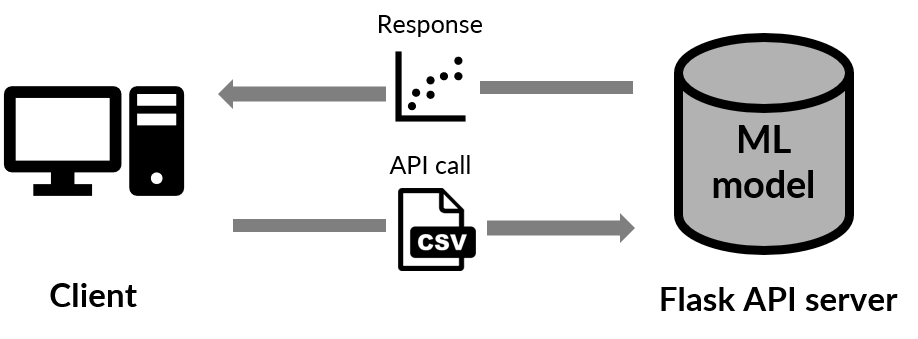 Response
ML
model
API call
CSV
Client
Flask API server